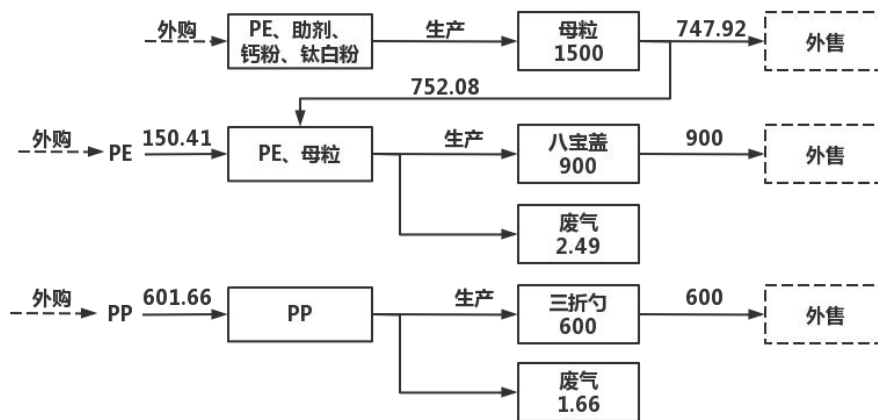 外购
PE、助剂、
钙粉、钛白粉
生产
母粒
1500
747.92
外售
752.08
外购
PE
150.41
PE、母粒
生产
八宝盖
900
900
外售
废气
2.49
外购
PP
601.66
PP
生产
三折勺
600
600
外售
废气
1.66